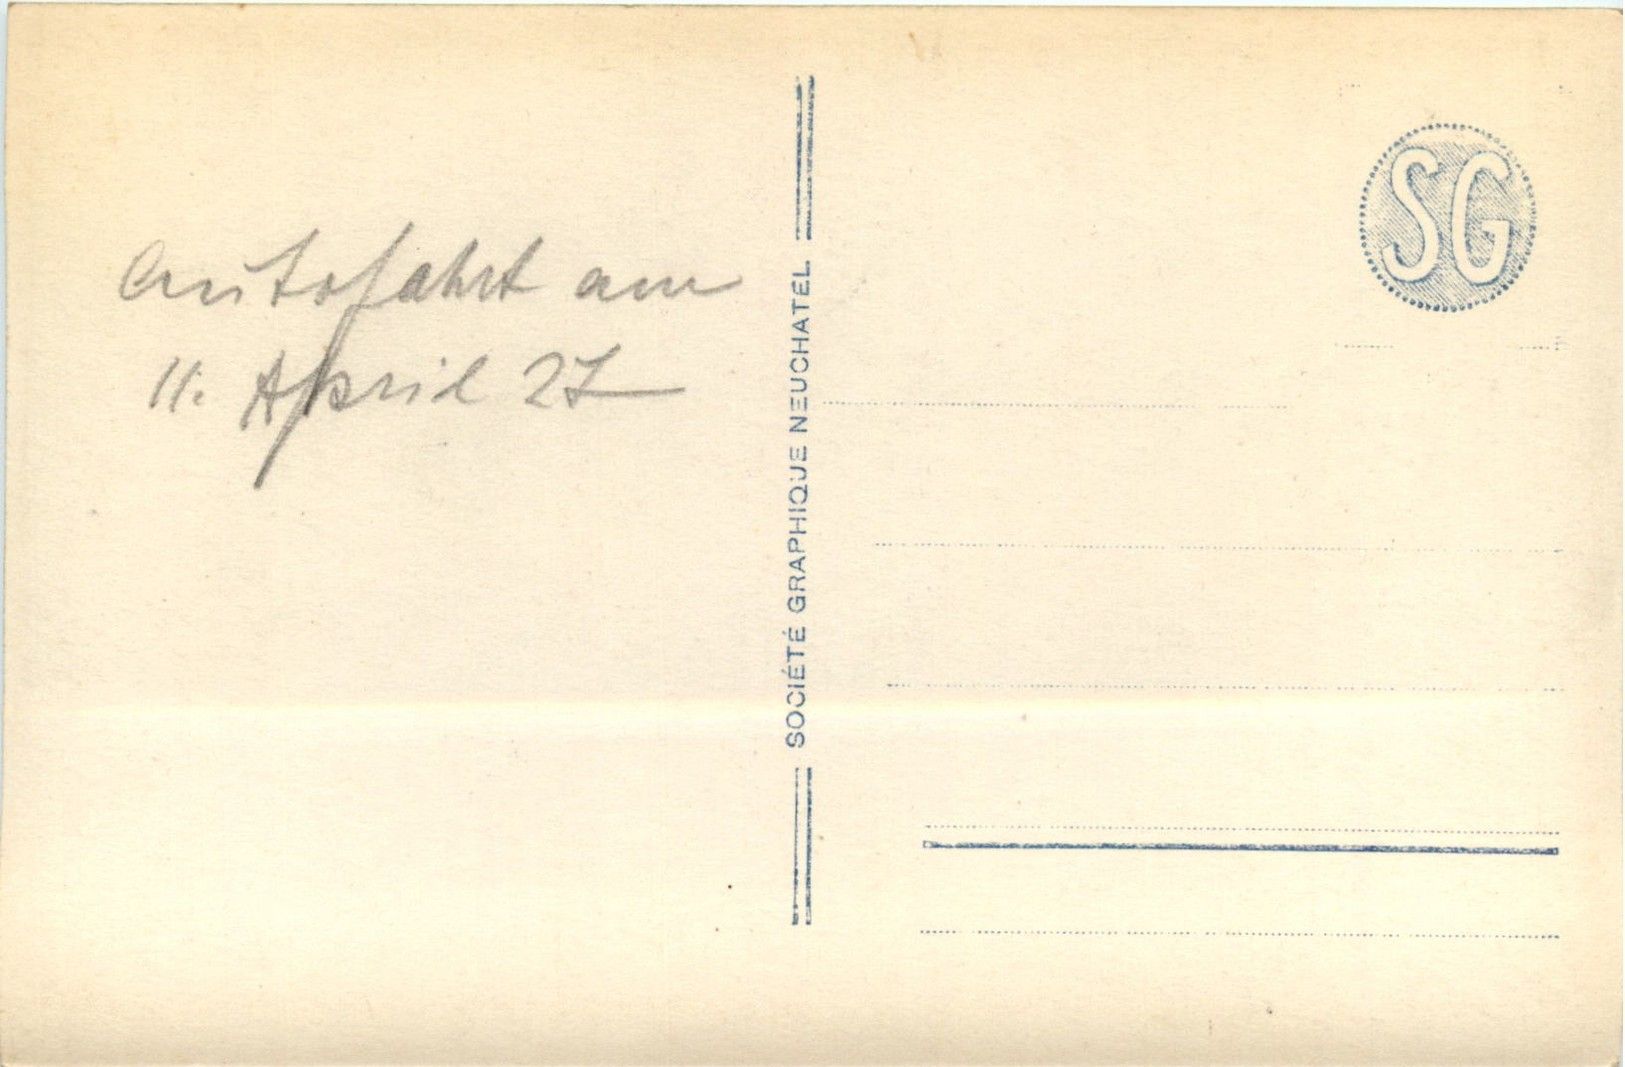 Autofahrt am
11. April 27
SOCIÉTÉ GRAPHIQUE NEUCHATEL
SG